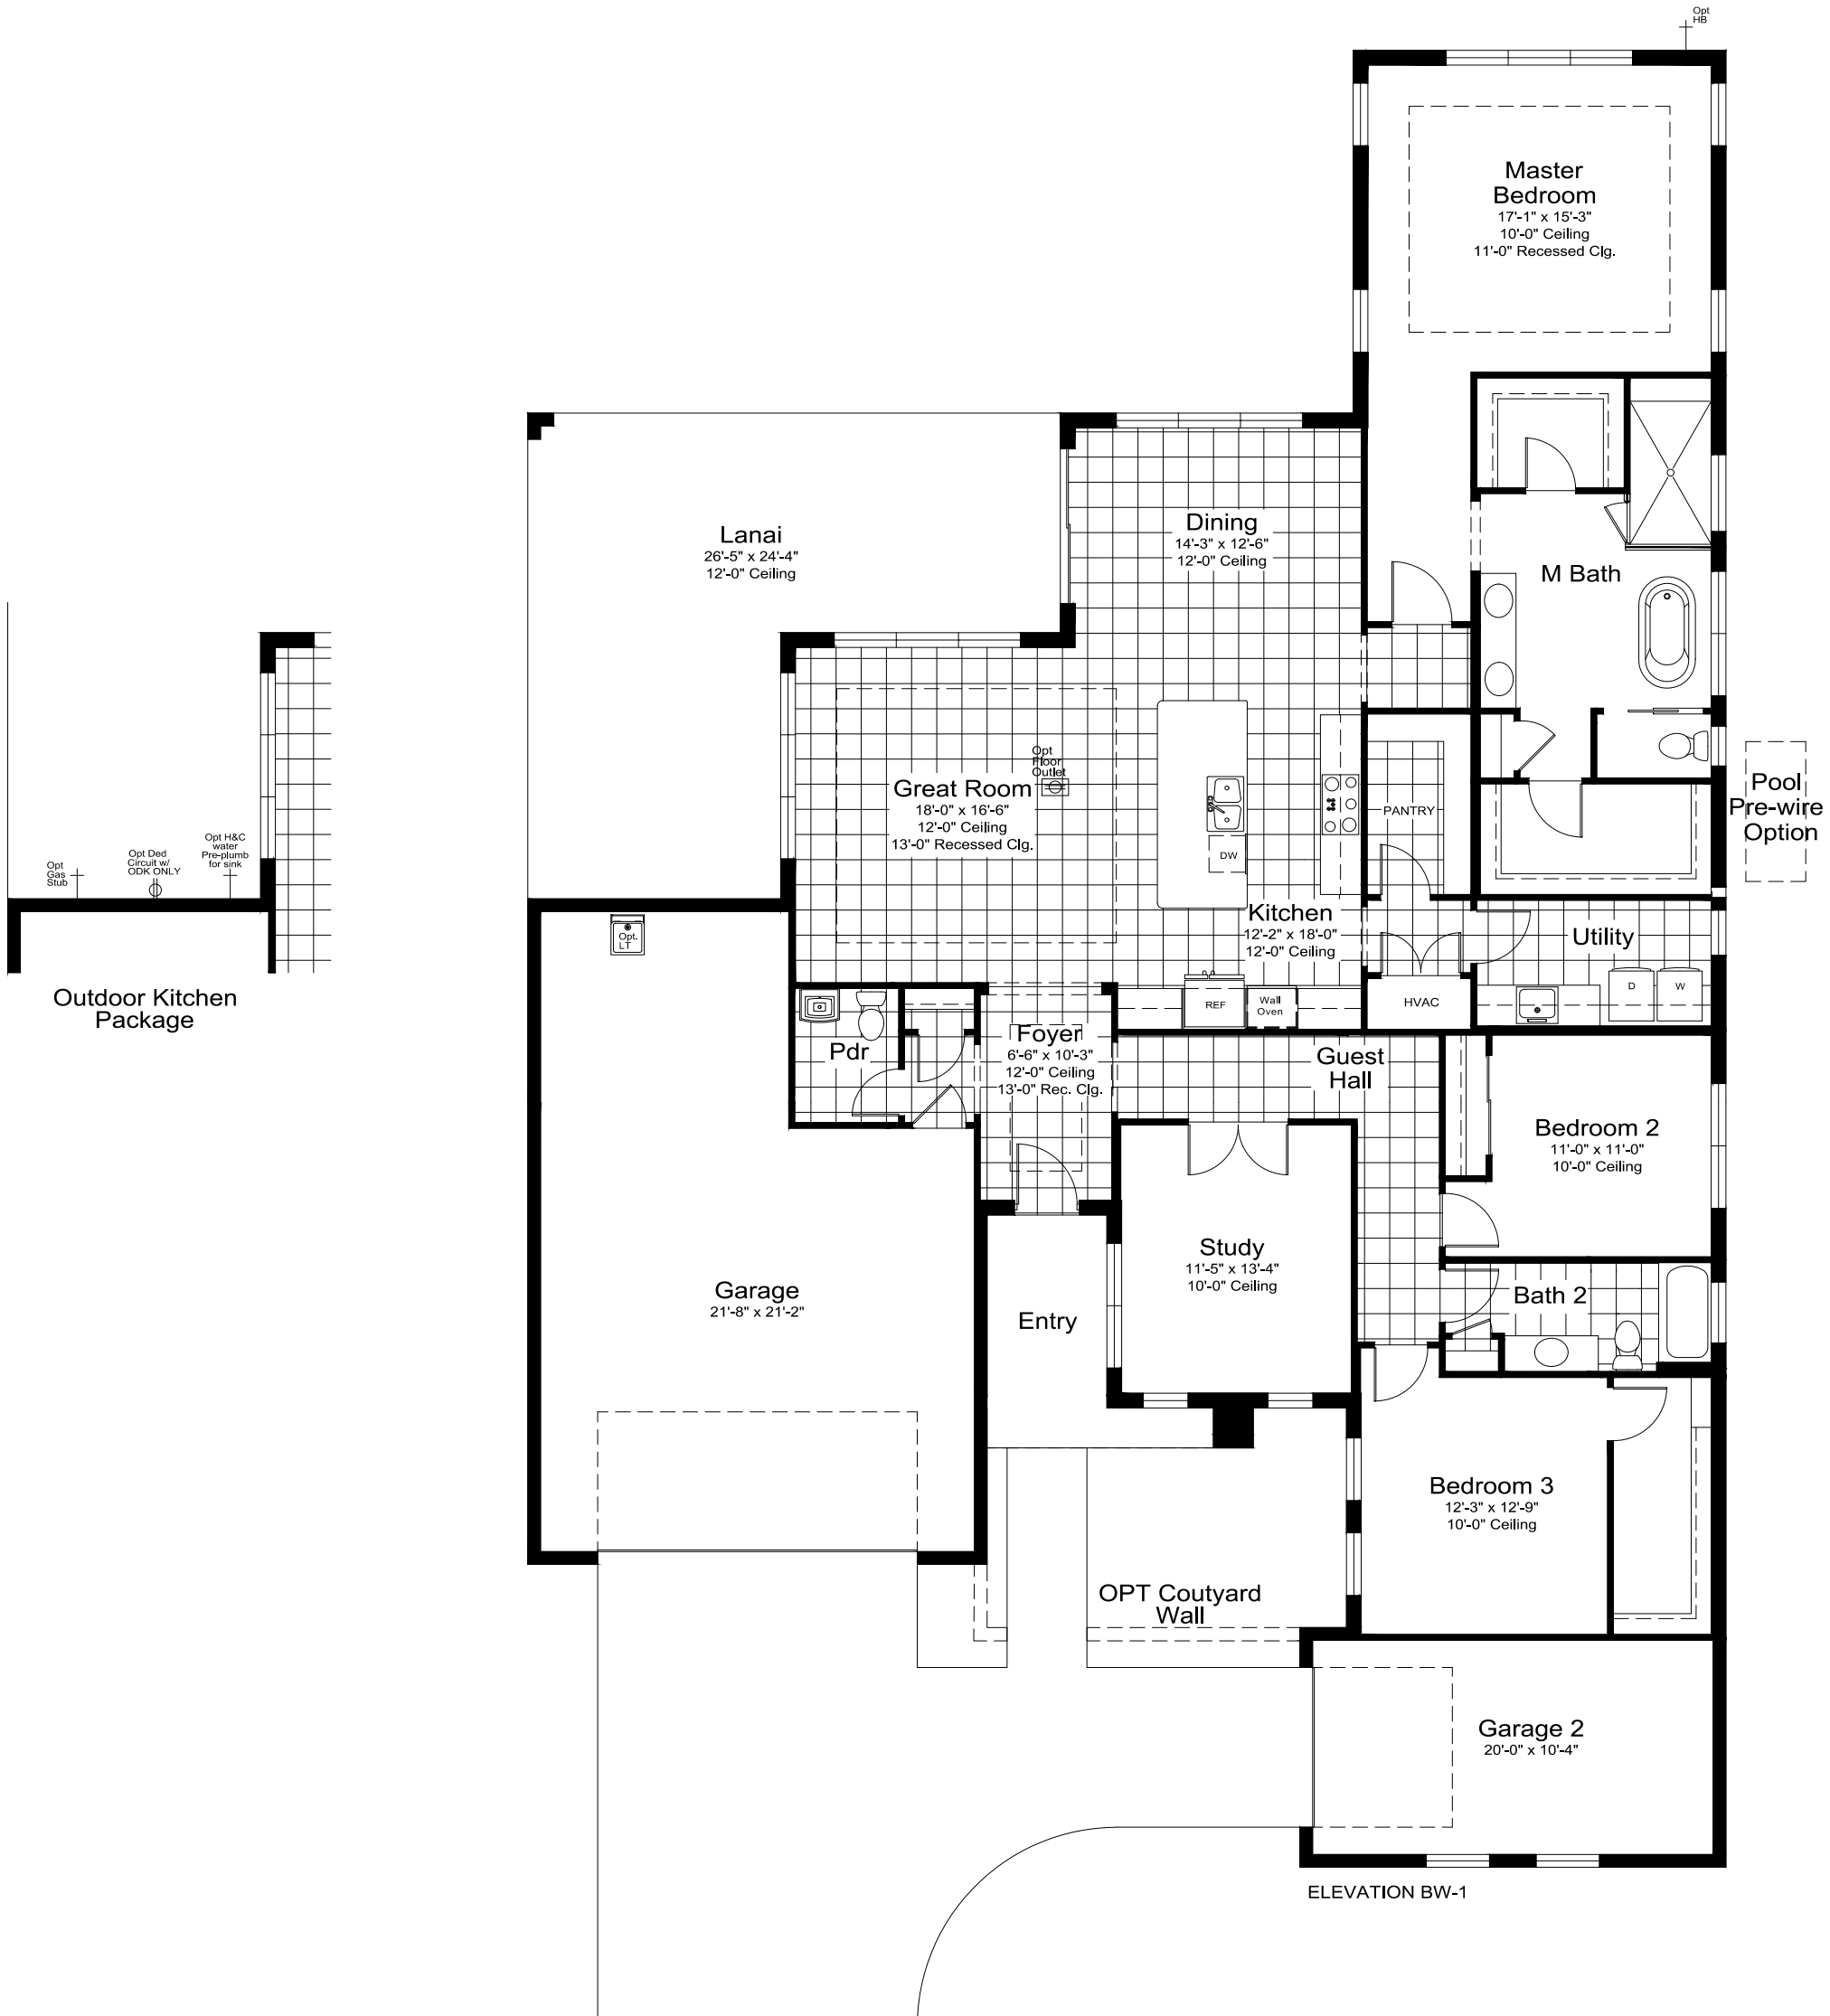 Opt
HB
Master
Bedroom
17'-1" x 15'-3"
10'-0" Ceiling
11'-0" Recessed Clg.
Lanai
26'-5" x 24'-4"
12'-0" Ceiling
Dining
14'-3" x 12'-6"
12'-0" Ceiling
M Bath
Great Room
18'-0" x 16'-6"
12'-0" Ceiling
13'-0" Recessed Clg.
Opt
Floor
Outlet
DW
PANTRY
Pool
Pre-wire
Option
Opt
Gas
Stub
Opt Ded
Circuit w/
ODK ONLY
Opt H&C
water
Pre-plumb
for sink
Outdoor Kitchen
Package
Opt.
LT
Kitchen
12'-2" x 18'-0"
12'-0" Ceiling
Utility
REF
Wall
Oven
HVAC
D
W
Pdr
Foyer
6'-6" x 10'-3"
12'-0" Ceiling
13'-0" Rec. Clg.
Guest
Hall
Bedroom 2
11'-0" x 11'-0"
10'-0" Ceiling
Study
11'-5" x 13'-4"
10'-0" Ceiling
Garage
21'-8" x 21'-2"
Entry
Bath 2
Bedroom 3
12'-3" x 12'-9"
10'-0" Ceiling
OPT Coutyard
Wall
Garage 2
20'-0" x 10'-4"
ELEVATION BW-1